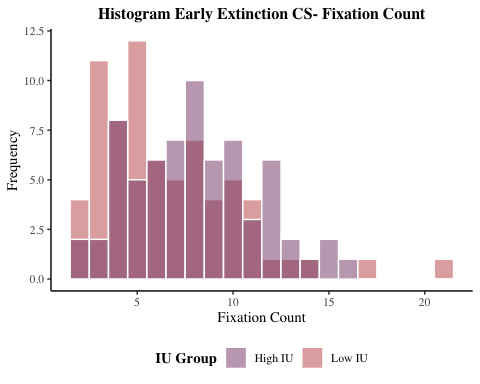 Histogram Early Extinction CS- Fixation Count
12.5
10.0
7.5
5.0
2.5
0.0
Frequency
5 10 15 20
Fixation Count
IU Group High IU Low IU